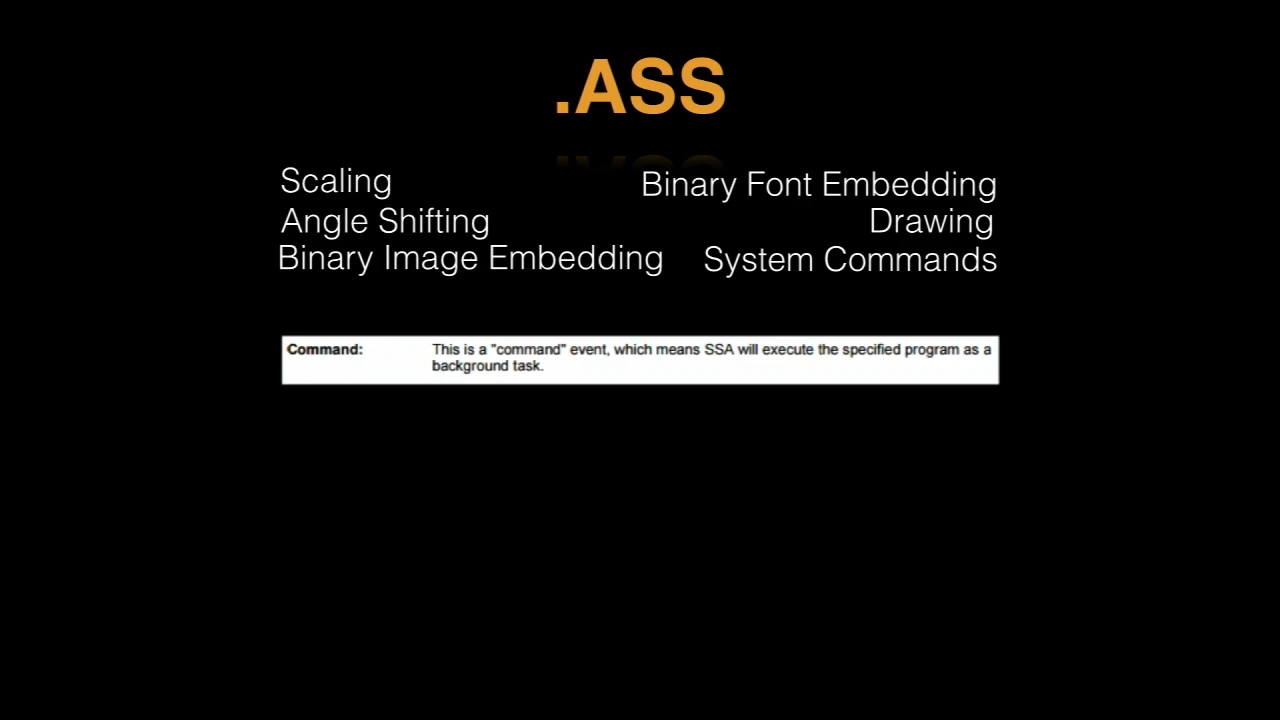 .ASS
Scaling
Angle Shifting
Binary Image Embedding
Binary Font Embedding
Drawing
System Commands
Command: This is a "command" event, which means SSA will execute the specified program as a
background task.